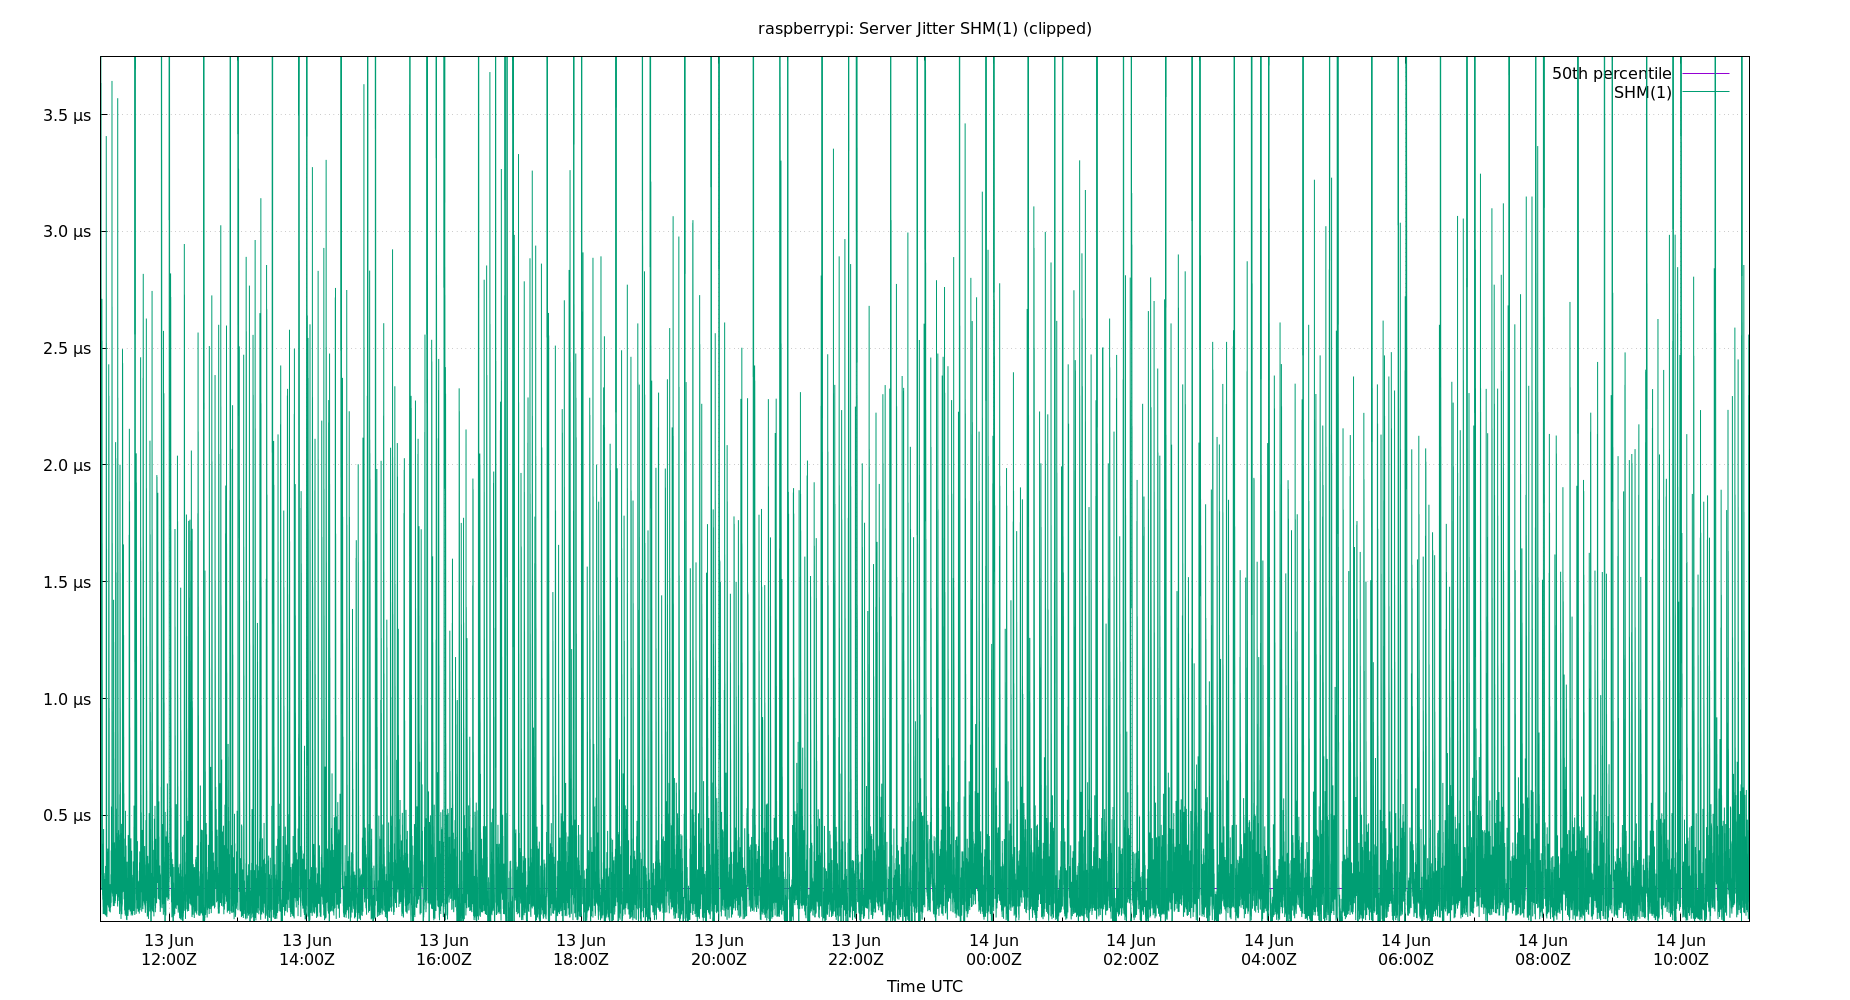 raspberrypi: Server Jitter SHM(1) (clipped)
50th percentile
SHM(1)
3.5 µs
3.0 µs
2.5 µs
2.0 µs
1.5 µs
1.0 µs
0.5 µs
13 Jun 13 Jun 13 Jun 13 Jun 13 Jun 13 Jun 14 Jun 14 Jun 14 Jun 14 Jun 14 Jun 14 Jun
12:00Z 14:00Z 16:00Z 18:00Z 20:00Z 22:00Z 00:00Z 02:00Z 04:00Z 06:00Z 08:00Z 10:00Z
Time UTC